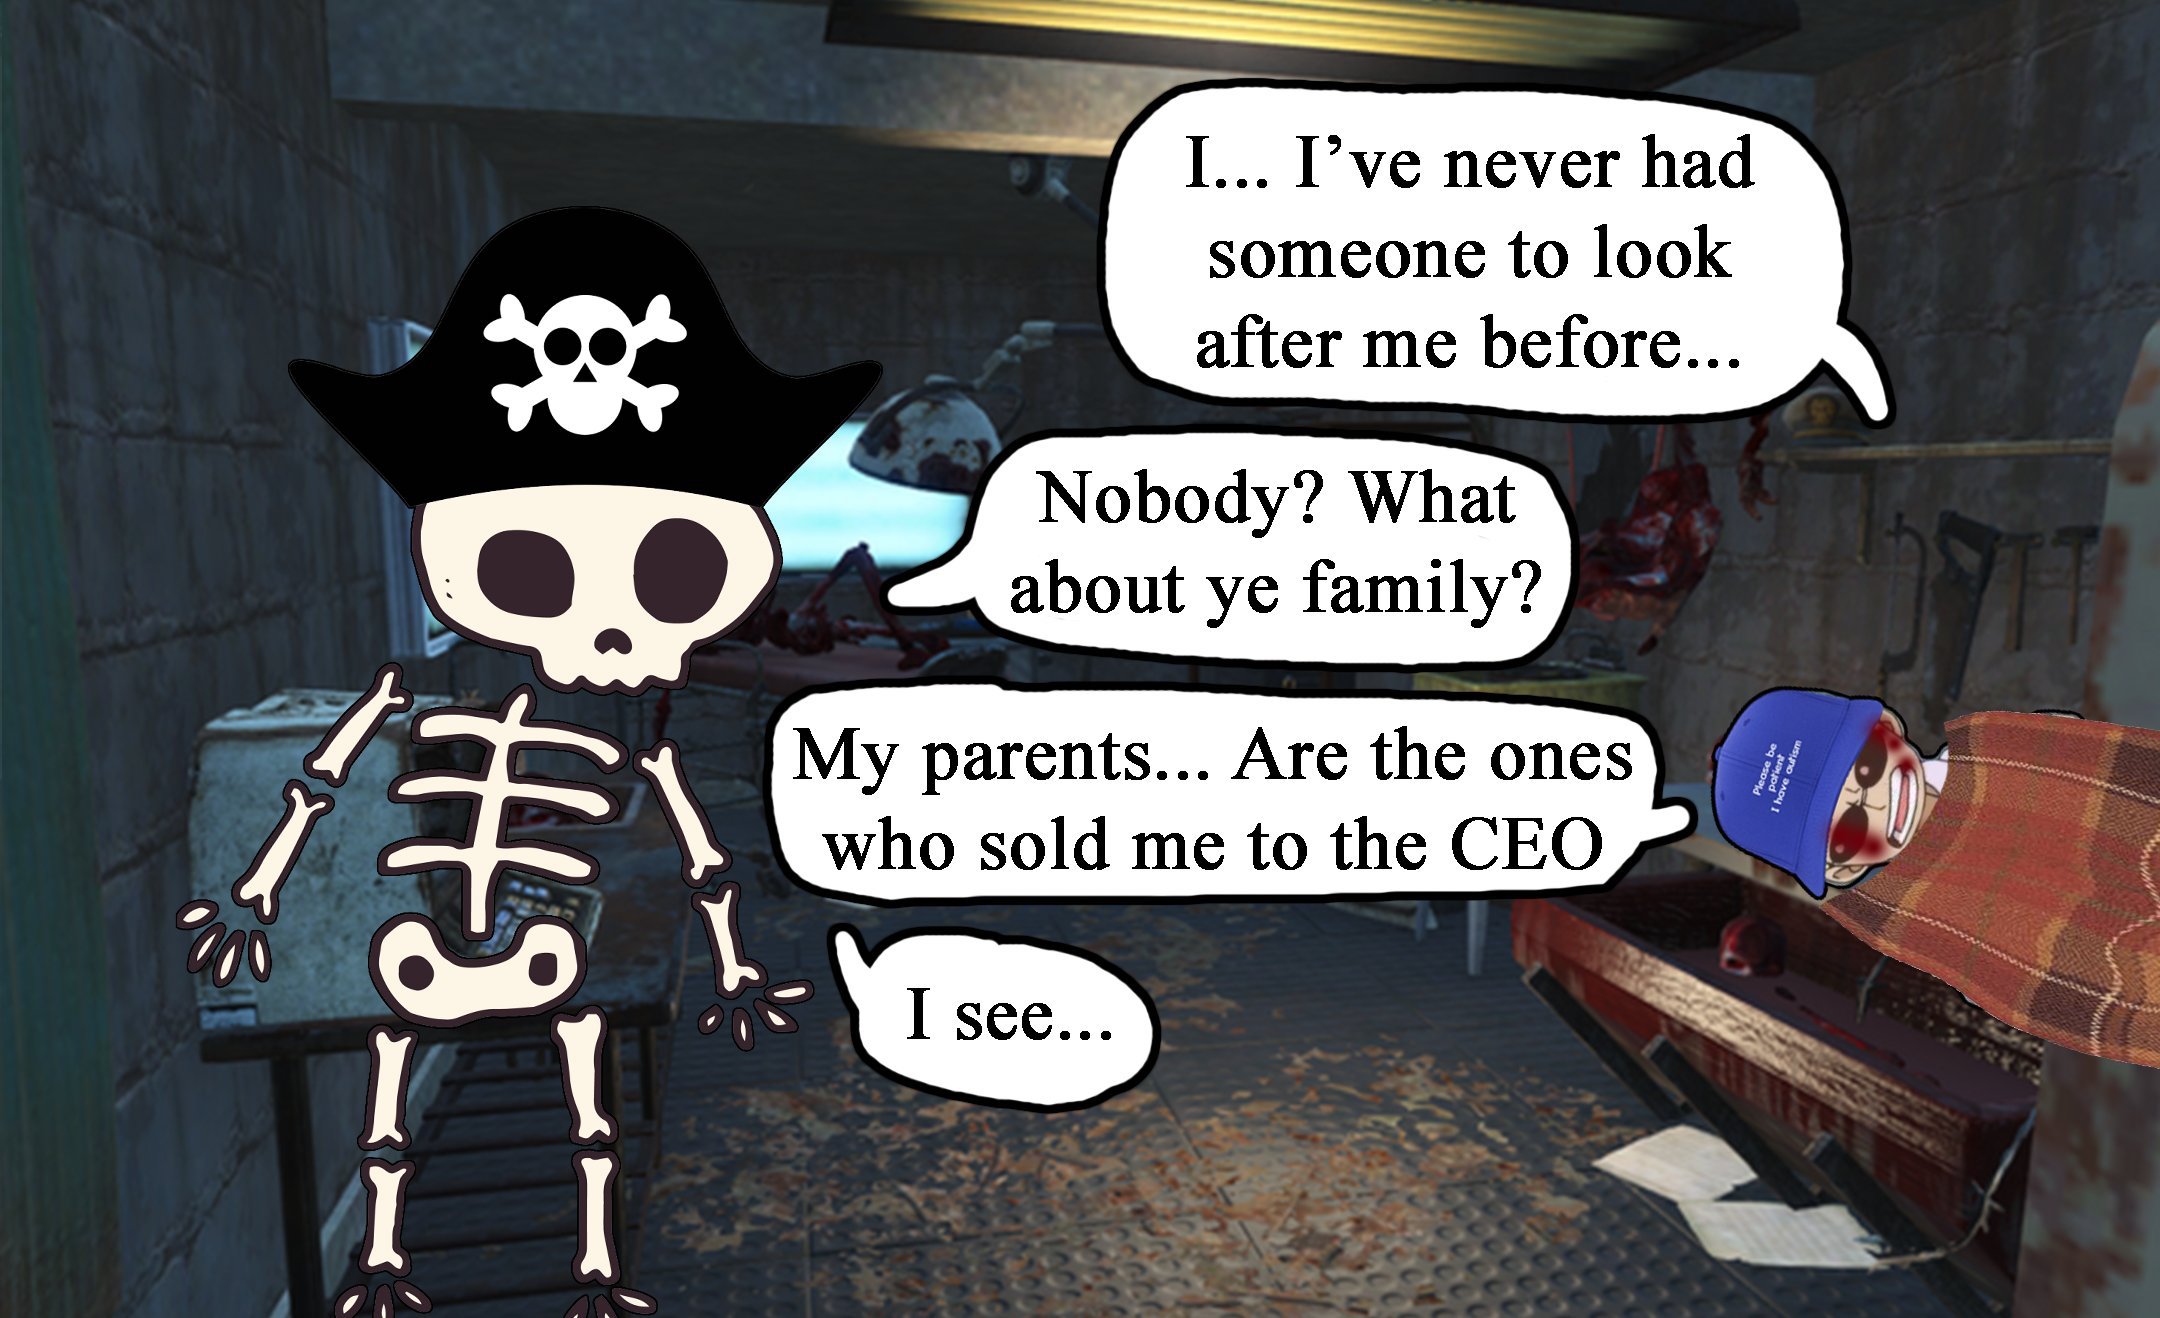 I... I’ve never had
someone to look
after me before...
Nobody? What
about ye family?
My parents... Are the ones
who sold me to the CEO
Please be
patient
I have autism
I see...